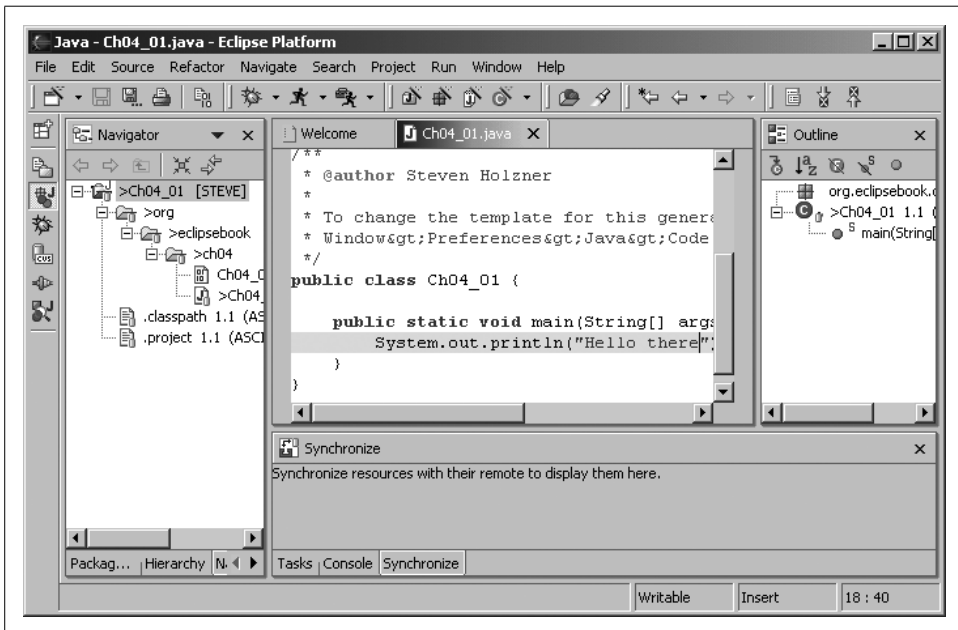 Java - Ch04_01.java - Eclipse Platform
File Edit Source Refactor Navigate Search Project Run Window Help
Navigator
>Ch04_01 [STEVE]
>org
>eclipsebook
>ch04
Ch04_0
>Ch04_
.classpath 1.1 (AS
.project 1.1 (ASCI
Packag... Hierarchy N
Welcome
Ch04_01.java
/**
* @author Steven Holzner
*
* To change the template for this genera
* Window&gt;Preferences&gt;Java&gt;Code
*/
public class Ch04_01 {
public static void main(String[] args
System.out.println("Hello there")
}
}
Outline
org.eclipsebook.c
>Ch04_01 1.1 (
main(String[
Synchronize
Synchronize resources with their remote to display them here.
Tasks Console Synchronize
Writable Insert 18 : 40